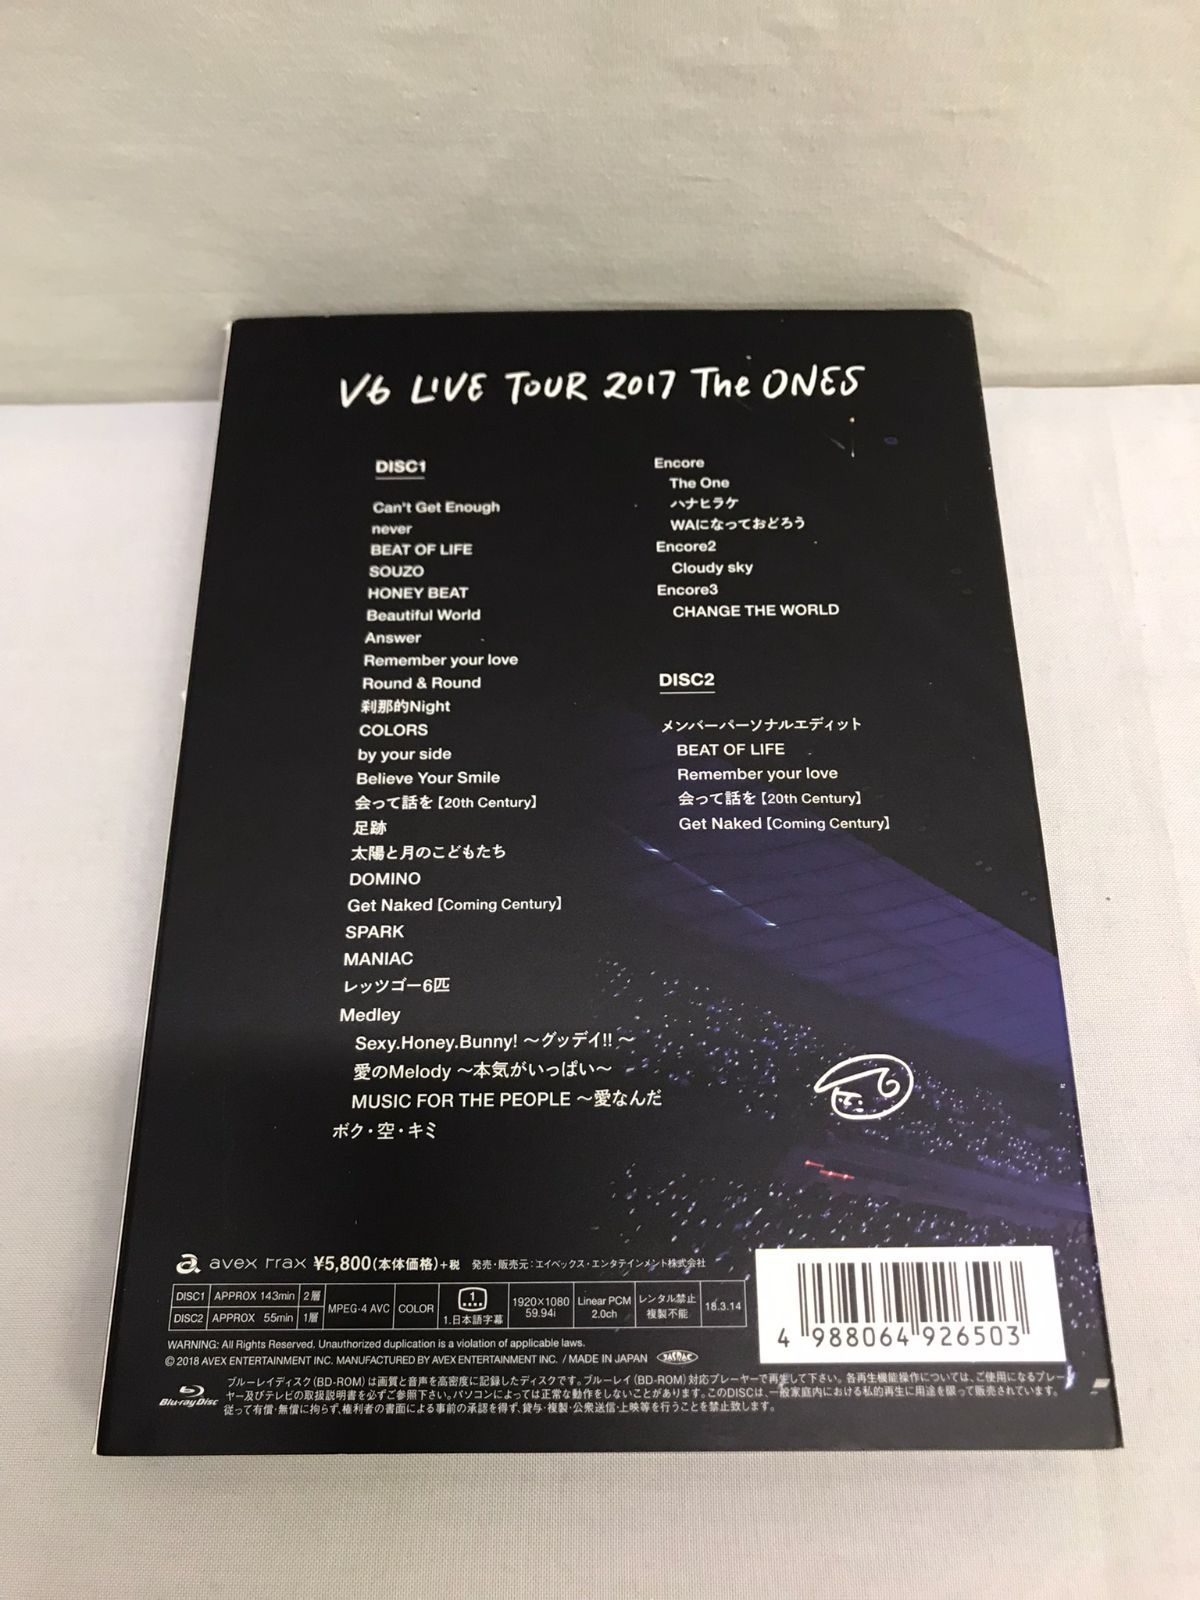 V6 LIVE TOUR 2017 The ONES
DISC1
Can't Get Enough
never
BEAT OF LIFE
SOUZO
HONEY BEAT
Beautiful World
Answer
Remember your love
Round & Round
刹那的Night
COLORS
by your side
Believe Your Smile
会って話を【20th Century】
足跡
太陽と月のこどもたち
DOMINO
Get Naked【Coming Century】
SPARK
MANIAC
レッツゴー6匹
Medley
Sexy.Honey.Bunny! ～グッデイ!! ～
愛のMelody ～本気がいっぱい～
MUSIC FOR THE PEOPLE ～愛なんだ
ボク・空・キミ
Encore
The One
ハナヒラケ
WAになっておどろう
Encore2
Cloudy sky
Encore3
CHANGE THE WORLD
DISC2
メンバーパーソナルエディット
BEAT OF LIFE
Remember your love
会って話を【20th Century】
Get Naked【Coming Century】
avex trax ¥5,800(本体価格)+税 発売・販売元：エイベックス・エンタテインメント株式会社
DISC1 APPROX 143min 2層
DISC2 APPROX 55min 1層
MPEG-4 AVC
COLOR
1
1.日本語字幕
1920×1080
59.94i
Linear PCM
2.0ch
レンタル禁止
複製不能
18.3.14
4 988064 926503
WARNING: All Rights Reserved. Unauthorized duplication is a violation of applicable laws.
© 2018 AVEX ENTERTAINMENT INC. MANUFACTURED BY AVEX ENTERTAINMENT INC. / MADE IN JAPAN JASRAC
Blu-ray Disc
ブルーレイディスク(BD-ROM)は画質と音声を高密度に記録したディスクです。ブルーレイ(BD-ROM)対応プレーヤーで再生して下さい。各再生機能操作については、ご使用になるプレー
ヤー及びテレビの取扱説明書を必ずご参照下さい。パソコンによっては正常な動作をしないことがあります。このDISCは、一般家庭内における私的再生に用途を限って販売されています。
従って有償・無償に拘らず、権利者の書面による事前の承認を得ず、貸与・複製・公衆送信・上映等を行うことを禁止致します。